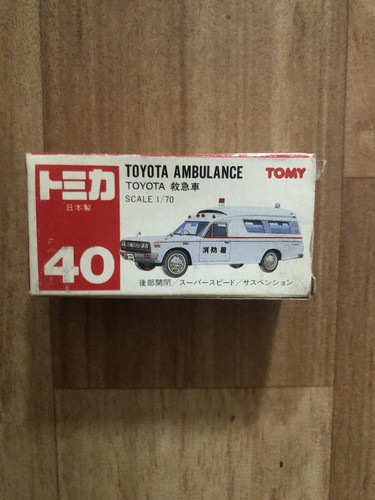 トミカ
日本製
40
TOYOTA AMBULANCE
TOYOTA 救急車
SCALE 1/70
TOMY
消防署
後部開閉/スーパースピード/サスペンション